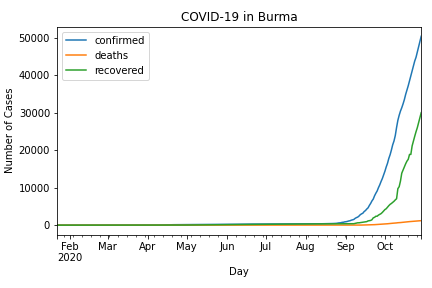 COVID-19 in Burma
confirmed
deaths
recovered
Number of Cases
50000
40000
30000
20000
10000
0
Feb Mar Apr May Jun Jul Aug Sep Oct
2020
Day